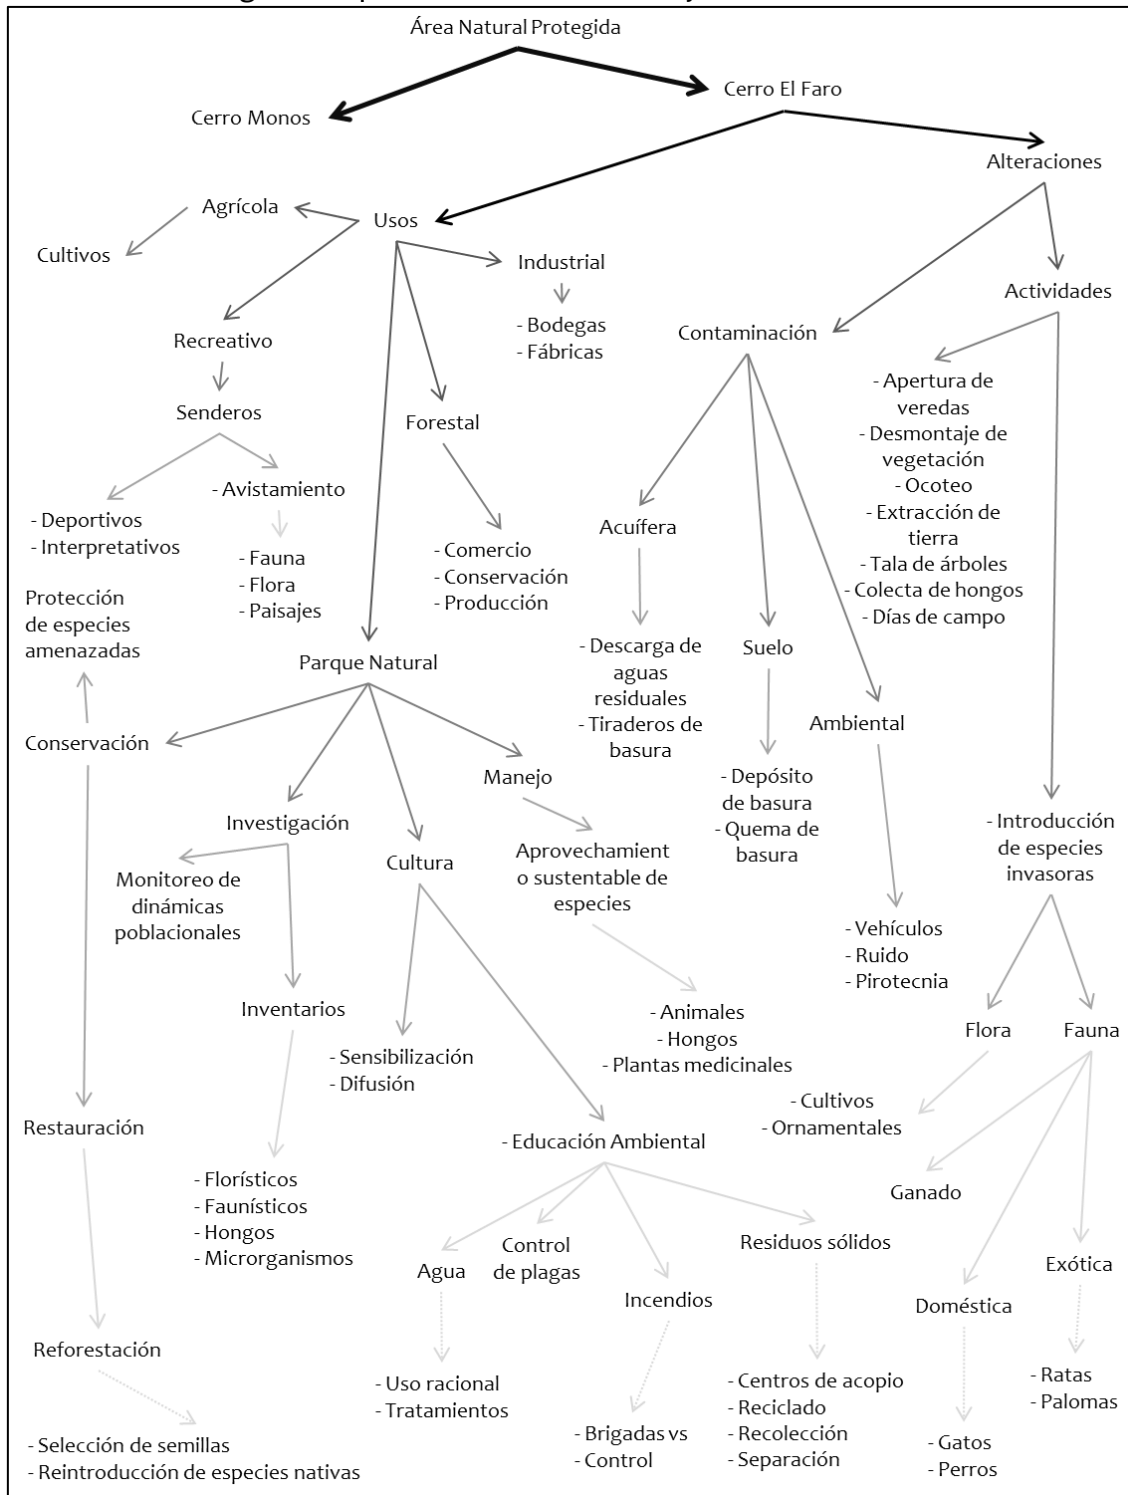 Área Natural Protegida
Cerro El Faro
Cerro Monos
Alteraciones
Agrícola
Usos
Cultivos
Industrial
Actividades
- Bodegas
- Fábricas
Contaminación
Recreativo
Senderos
Forestal
- Apertura de
veredas
- Desmontaje de
vegetación
- Ocoteo
- Extracción de
tierra
- Tala de árboles
- Colecta de hongos
- Días de campo
- Avistamiento
- Deportivos
- Interpretativos
- Fauna
- Flora
- Paisajes
- Comercio
- Conservación
- Producción
Acuífera
Protección
de especies
amenazadas
Parque Natural
- Descarga de
aguas
residuales
- Tiraderos de
basura
Suelo
Ambiental
Conservación
Manejo
- Depósito
de basura
- Quema de
basura
Investigación
Cultura
Aprovechamient
o sustentable de
especies
- Introducción
de especies
invasoras
Monitoreo de
dinámicas
poblacionales
- Vehículos
- Ruido
- Pirotecnia
Inventarios
- Animales
- Hongos
- Plantas medicinales
Flora
Fauna
- Sensibilización
- Difusión
- Cultivos
- Ornamentales
Restauración
- Educación Ambiental
- Florísticos
- Faunísticos
- Hongos
- Microrganismos
Ganado
Agua
Control
de plagas
Residuos sólidos
Incendios
Exótica
Doméstica
Reforestación
- Uso racional
- Tratamientos
- Centros de acopio
- Reciclado
- Recolección
- Separación
- Ratas
- Palomas
- Selección de semillas
- Reintroducción de especies nativas
- Brigadas vs
- Control
- Gatos
- Perros